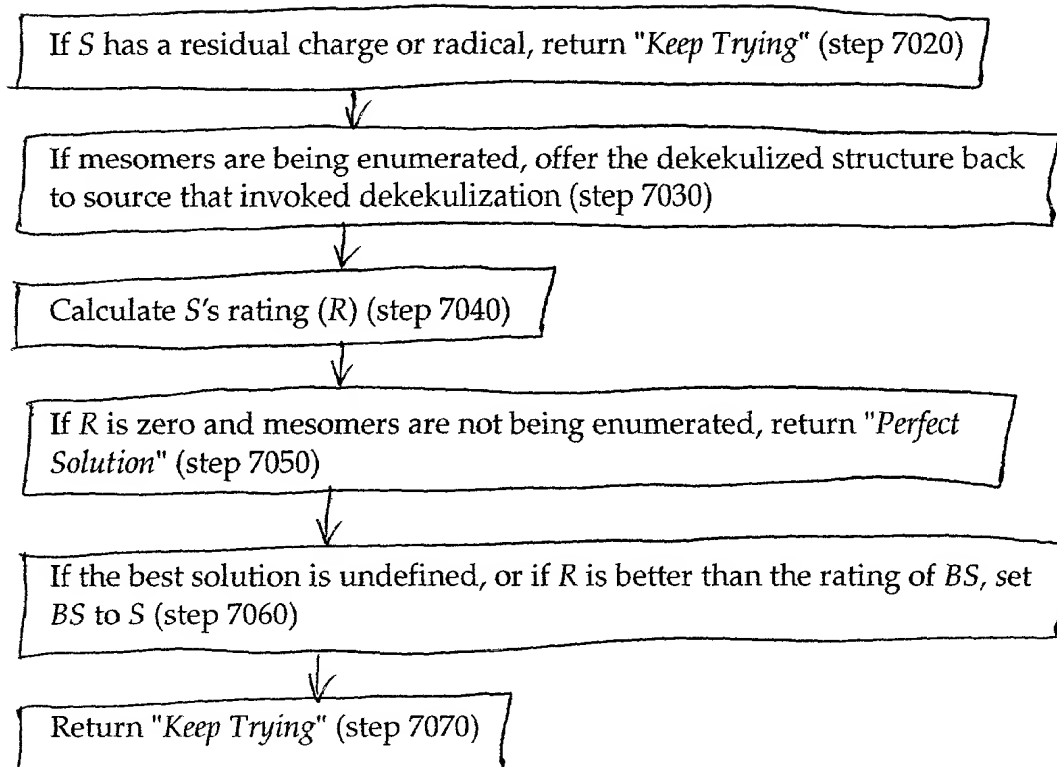 If S has a residual charge or radical, return "Keep Trying" (step 7020)
If mesomers are being enumerated, offer the dekekulized structure back
to source that invoked dekekulization (step 7030)
Calculate S's rating (R) (step 7040)
If R is zero and mesomers are not being enumerated, return "Perfect
Solution" (step 7050)
If the best solution is undefined, or if R is better than the rating of BS, set
BS to S (step 7060)
Return "Keep Trying" (step 7070)